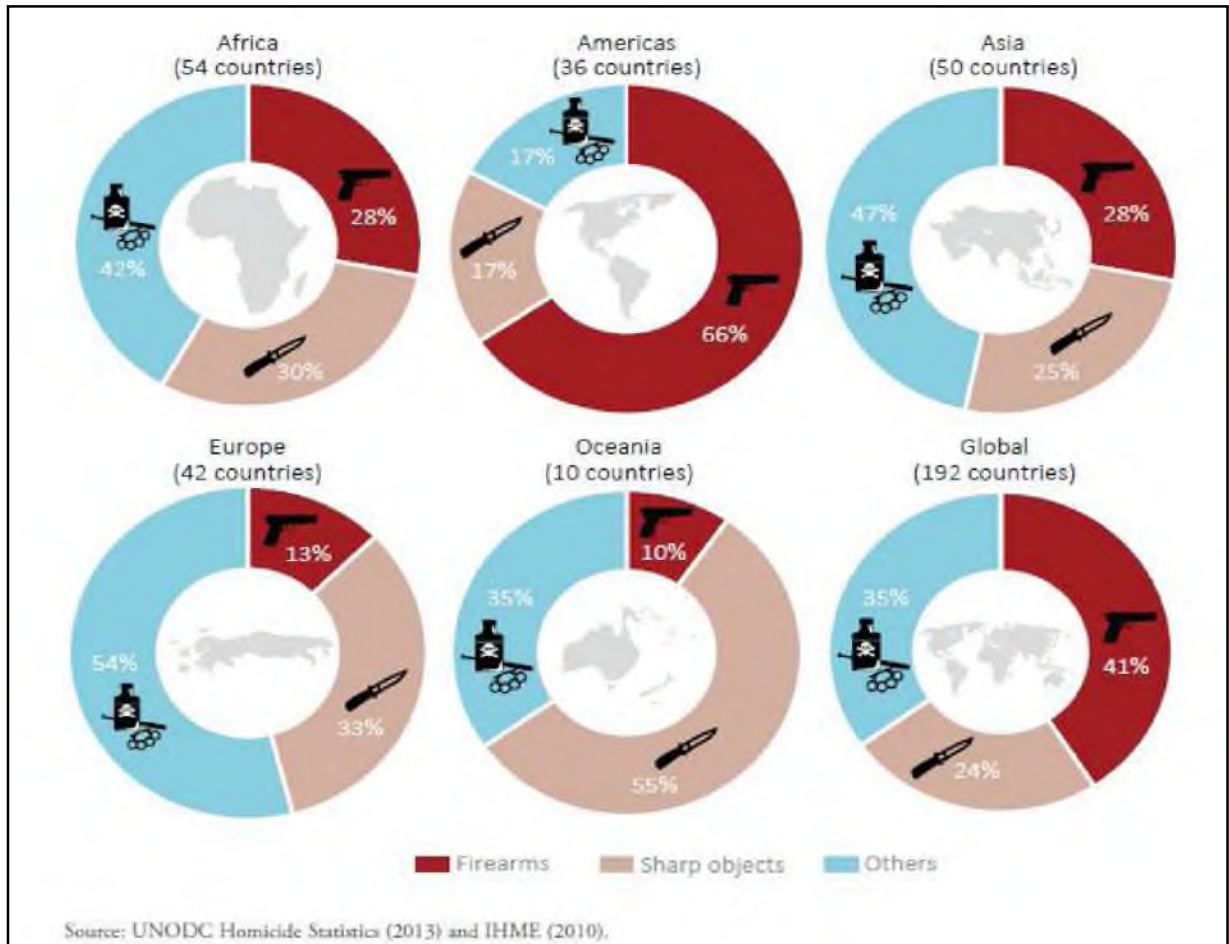 Africa
(54 countries)
28%
30%
42%
Americas
(36 countries)
17%
17%
66%
Asia
(50 countries)
47%
28%
25%
Europe
(42 countries)
13%
54%
33%
Oceania
(10 countries)
10%
35%
55%
Global
(192 countries)
35%
41%
24%
Firearms
Sharp objects
Others
Source: UNODC Homicide Statistics (2013) and IHME (2010).